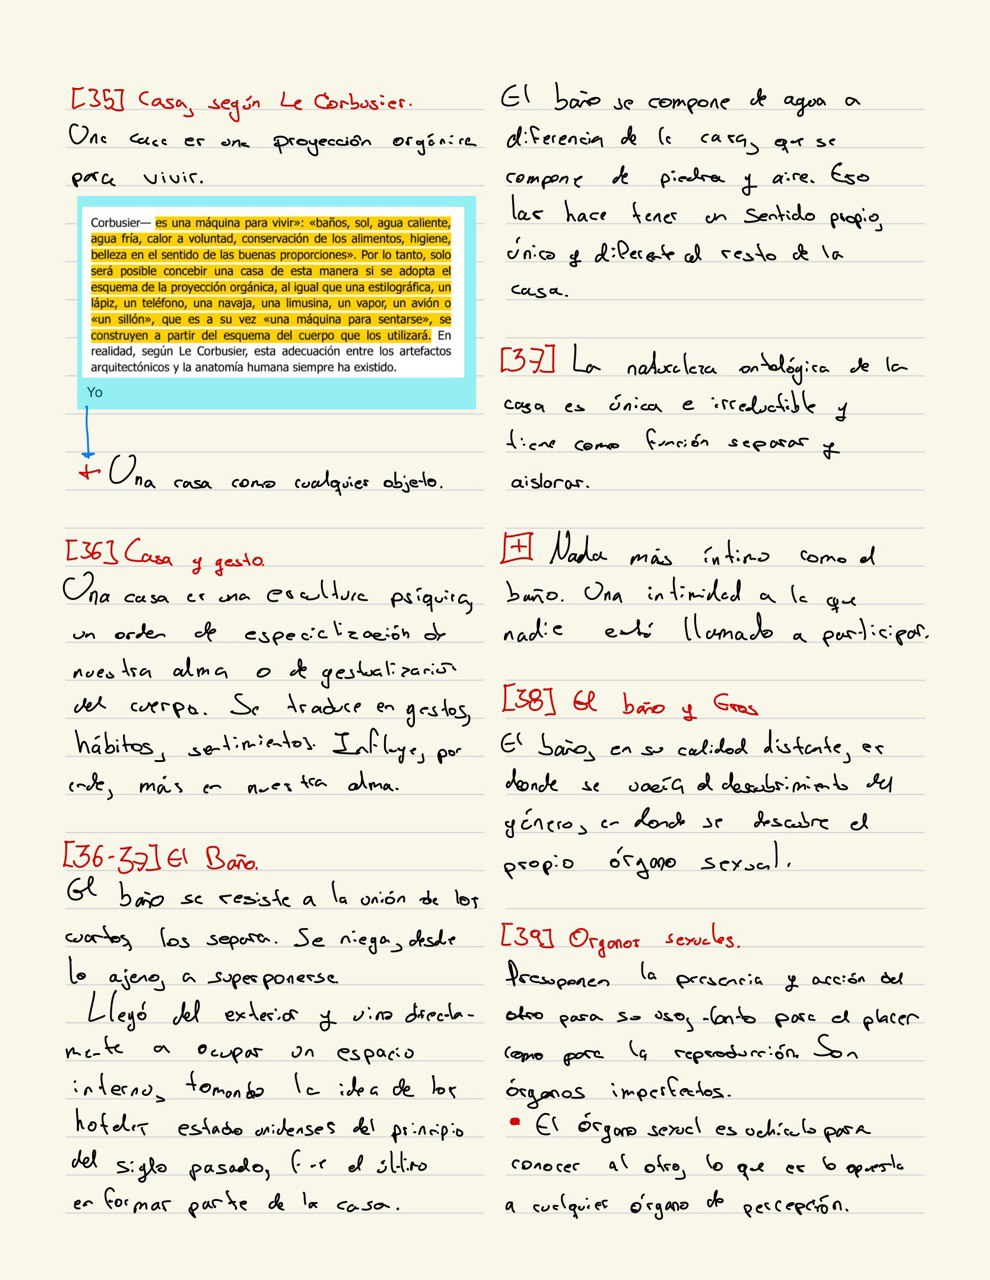 [35] Casa, según Le Corbusier.
Una casa es una proyección orgánica
para vivir.
Corbusier— es una máquina para vivir»: «baños, sol, agua caliente,
agua fría, calor a voluntad, conservación de los alimentos, higiene,
belleza en el sentido de las buenas proporciones». Por lo tanto, solo
será posible concebir una casa de esta manera si se adopta el
esquema de la proyección orgánica, al igual que una estilográfica, un
lápiz, un teléfono, una navaja, una limusina, un vapor, un avión o
«un sillón», que es a su vez «una máquina para sentarse», se
construyen a partir del esquema del cuerpo que los utilizará. En
realidad, según Le Corbusier, esta adecuación entre los artefactos
arquitectónicos y la anatomía humana siempre ha existido.
Yo
+ Una casa como cualquier objeto.
[36] Casa y gesto.
Una casa es una escultura psíquica,
un orden de especialización de
nuestra alma o de gestualización
del cuerpo. Se traduce en gestos,
hábitos, sentimientos. Influye, por
ende, más en nuestra alma.
[36-37] El Baño.
El baño se resiste a la unión de los
cuartos, los separa. Se niega, desde
lo ajeno, a superponerse
Llegó del exterior y vino directa-
mente a ocupar un espacio
interno, tomando la idea de los
hoteles estadounidenses del principio
del siglo pasado, fue el último
en formar parte de la casa.
El baño se compone de agua a
diferencia de la casa, que se
compone de piedra y aire. Eso
las hace tener un sentido propio,
único y diferente al resto de la
casa.
[37] La naturaleza ontológica de la
casa es única e irreductible y
tiene como función separar y
aislorar.
[+] Nada más íntimo como el
baño. Una intimidad a la que
nadie está llamado a participar.
[38] El baño y Eros
El baño, en su calidad distante, es
donde se vacía el descubrimiento del
género, en donde se descubre el
propio órgano sexual.
[39] Organos sexuales.
Presuponen la presencia y acción del
otro para su uso, tanto para el placer
como para la reproducción. Son
órganos imperfectos.
• El órgano sexual es vehículo para
conocer al otro, lo que es lo opuesto
a cualquier órgano de percepción.